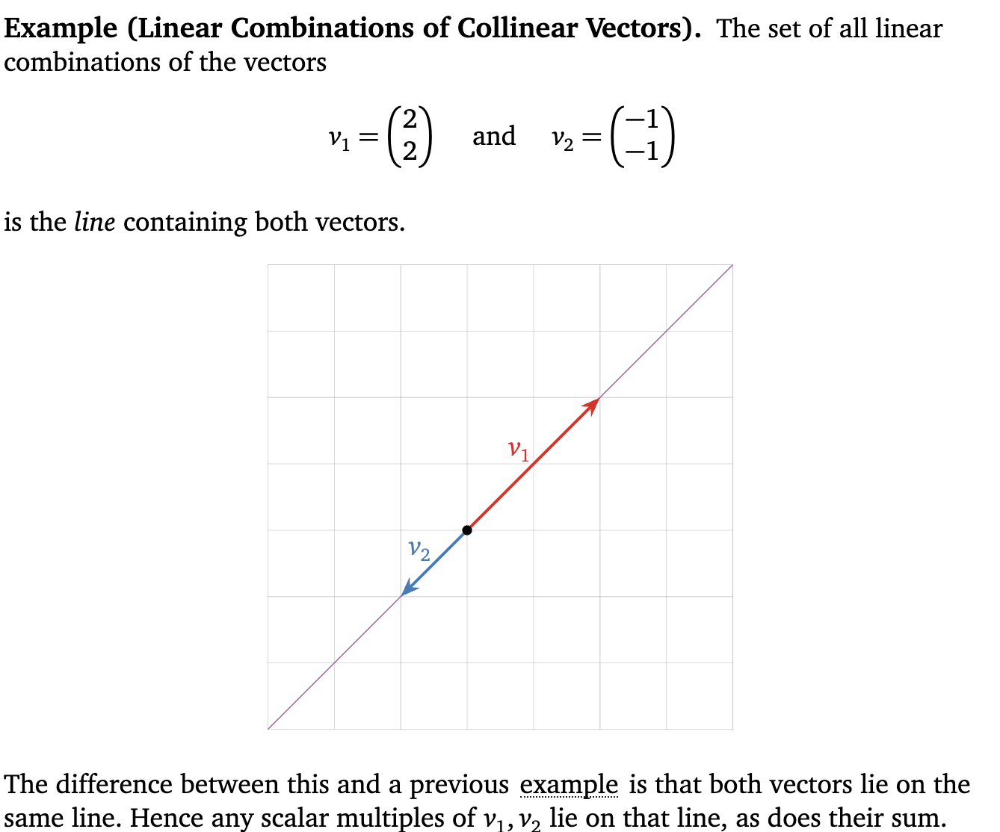 Example (Linear Combinations of Collinear Vectors). The set of all linear
combinations of the vectors
v₁ = (2 2) and v₂ = (−1 −1)
is the line containing both vectors.
v₁
v₂
The difference between this and a previous example is that both vectors lie on the
same line. Hence any scalar multiples of v₁, v₂ lie on that line, as does their sum.